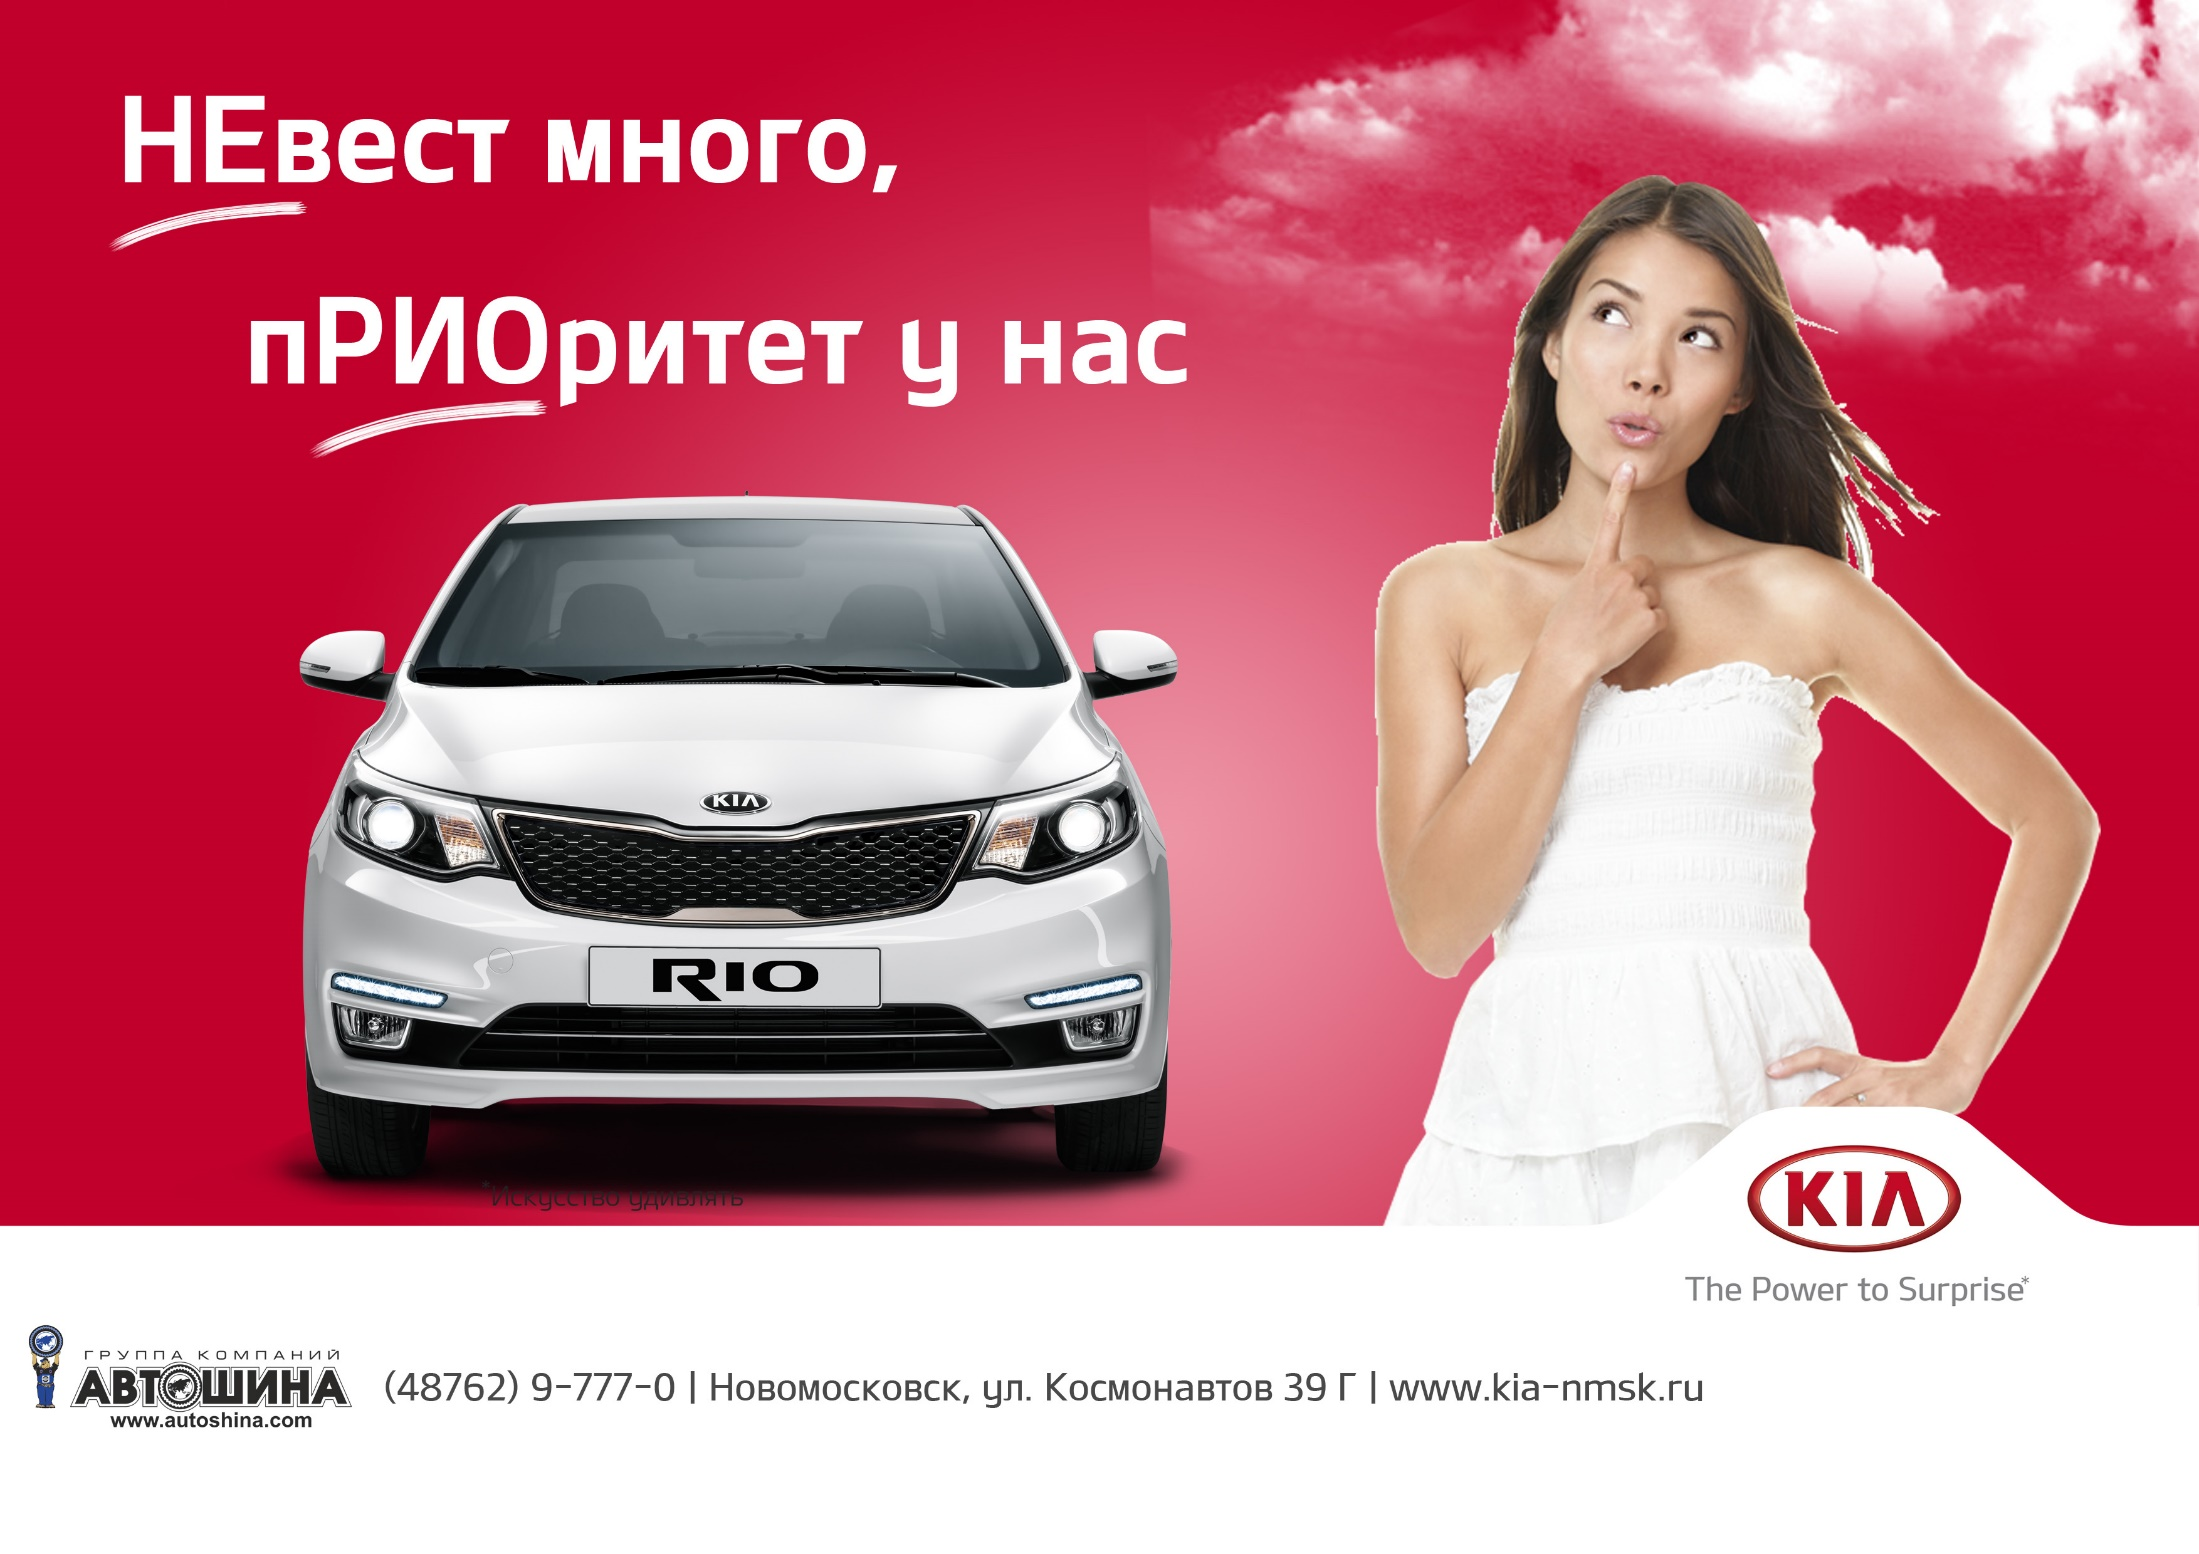 НЕвест много,
пРИОритет у нас
KIA
RIO
*Искусство удивлять
KIA
The Power to Surprise*
ГРУППА КОМПАНИЙ
АВТОШИНА
www.autoshina.com
(48762) 9-777-0 | Новомосковск, ул. Космонавтов 39 Г | www.kia-nmsk.ru